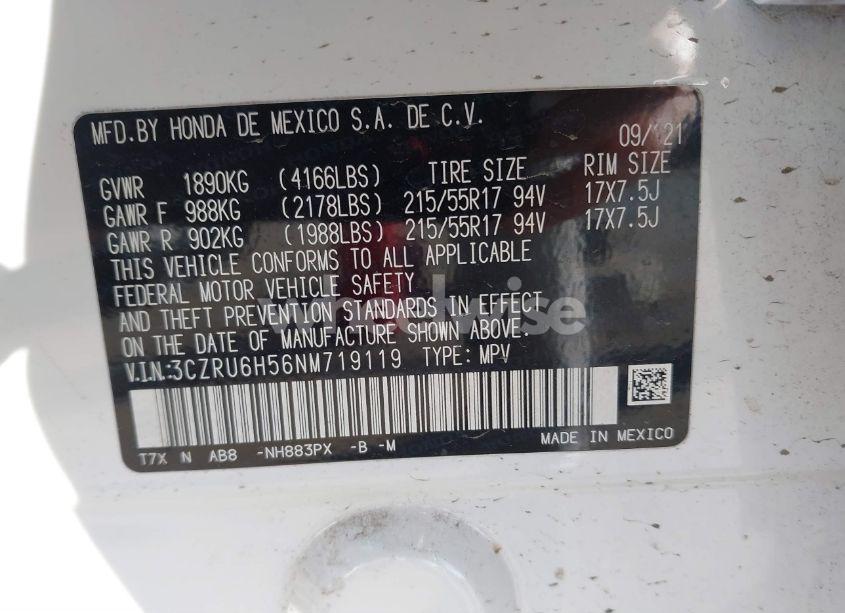 MFD.BY HONDA DE MEXICO S.A. DE C.V.
09/'21
GVWR 1890KG (4166LBS) TIRE SIZE RIM SIZE
GAWR F 988KG (2178LBS) 215/55R17 94V 17X7.5J
GAWR R 902KG (1988LBS) 215/55R17 94V 17X7.5J
THIS VEHICLE CONFORMS TO ALL APPLICABLE
FEDERAL MOTOR VEHICLE SAFETY
AND THEFT PREVENTION STANDARDS IN EFFECT
ON THE DATE OF MANUFACTURE SHOWN ABOVE.
V.I.N.:3CZRU6H56NM719119 TYPE: MPV
T7X N AB8 -NH883PX -B -M MADE IN MEXICO
wheelwise